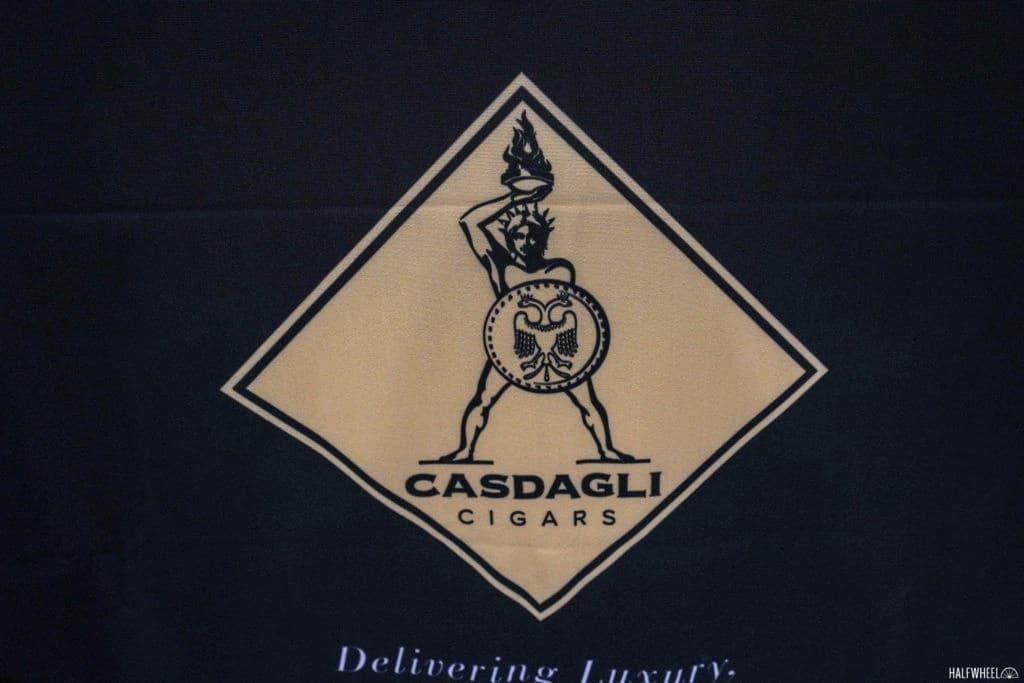 CASDAGLI
CIGARS
Delivering Luxury,
HALFWHEEL